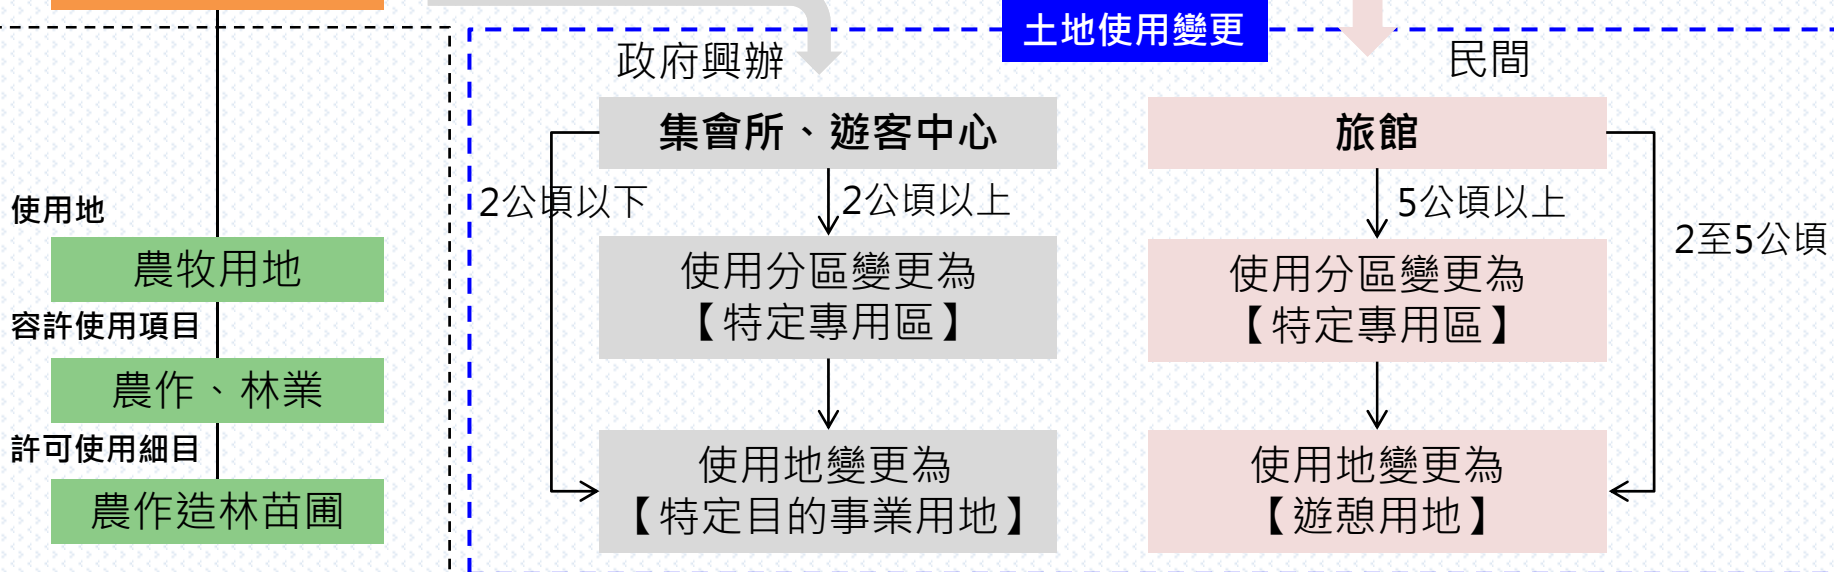 土地使用變更
政府興辦
民間
集會所、遊客中心
旅館
2公頃以下
2公頃以上
5公頃以上
2至5公頃
使用分區變更為
【特定專用區】
使用分區變更為
【特定專用區】
使用地變更為
【特定目的事業用地】
使用地變更為
【遊憩用地】
使用地
農牧用地
容許使用項目
農作、林業
許可使用細目
農作造林苗圃